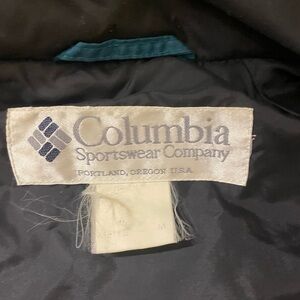 Columbia
Sportswear Company
PORTLAND, OREGON U.S.A.
M